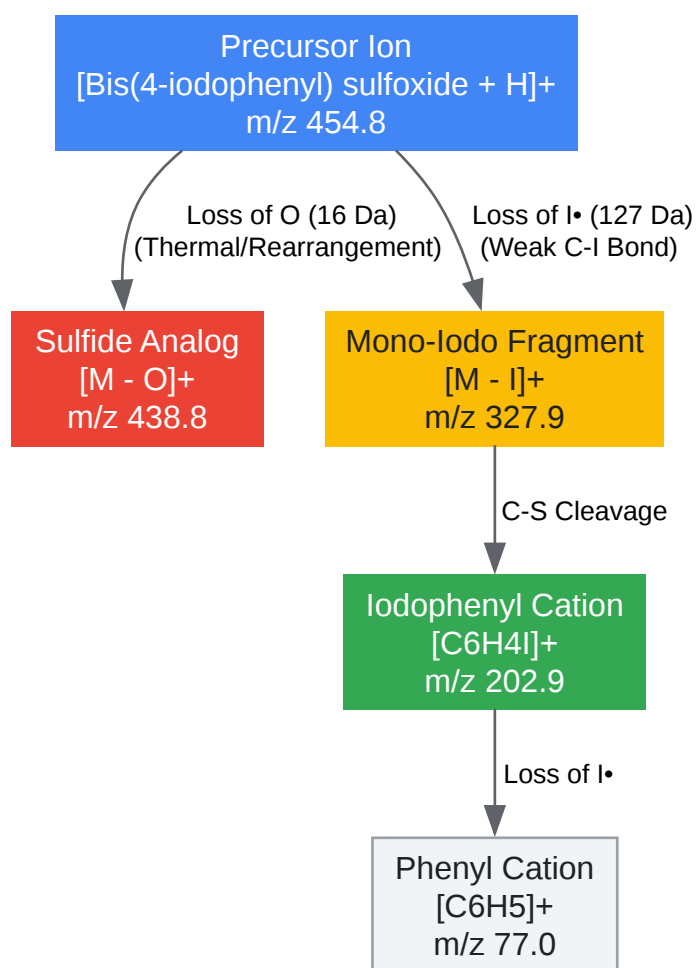 Precursor Ion
[Bis(4-iodophenyl) sulfoxide + H]+
m/z 454.8
Loss of O (16 Da)
(Thermal/Rearrangement)
Loss of I• (127 Da)
(Weak C-I Bond)
Sulfide Analog
[M - O]+
m/z 438.8
Mono-Iodo Fragment
[M - I]+
m/z 327.9
C-S Cleavage
Iodophenyl Cation
[C6H4I]+
m/z 202.9
Loss of I•
Phenyl Cation
[C6H5]+
m/z 77.0